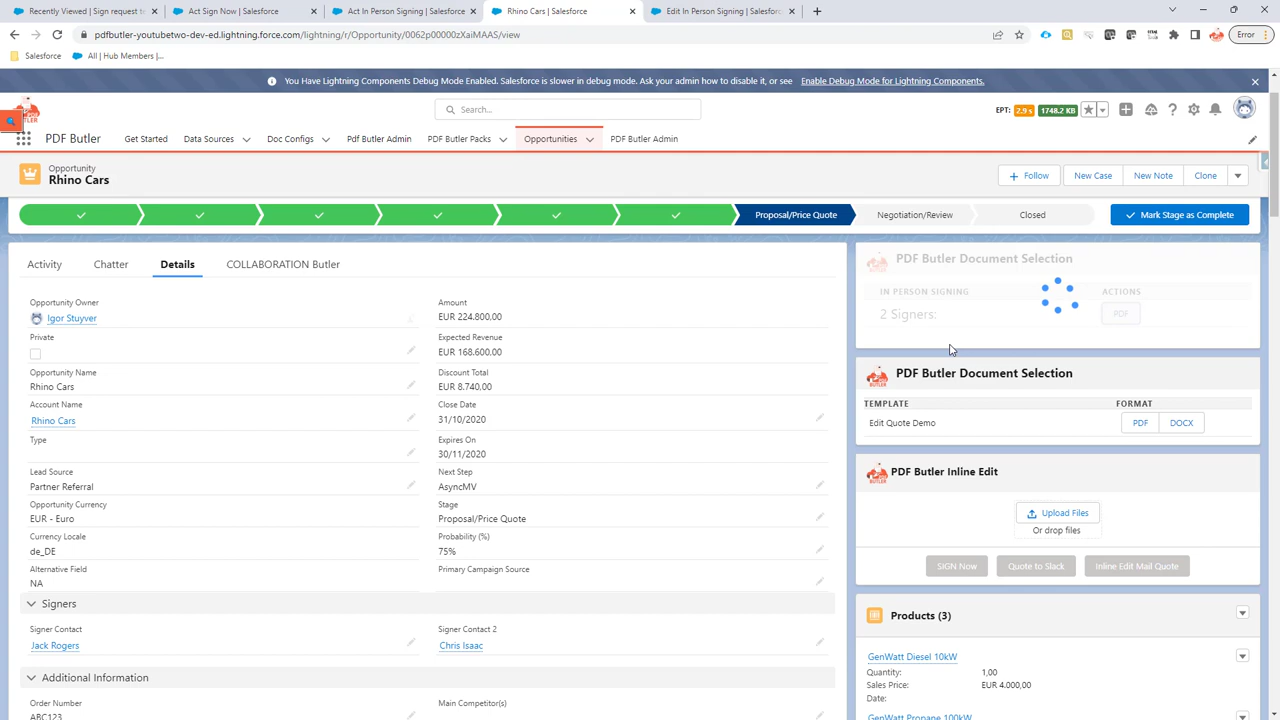 Recently Viewed | Sign request te
Act Sign Now | Salesforce
Act In Person Signing | Salesforce
Rhino Cars | Salesforce
Edit In Person Signing | Salesforce
pdfbutler-youtubetwo-dev-ed.lightning.force.com/lightning/r/Opportunity/0062p00000zXaiMAAS/view
Error
Salesforce
All | Hub Members |...
You Have Lightning Components Debug Mode Enabled. Salesforce is slower in debug mode. Ask your admin how to disable it, or see Enable Debug Mode for Lightning Components.
Search...
EPT: 2.9 s 1748.2 KB
PDF Butler
Get Started
Data Sources
Doc Configs
Pdf Butler Admin
PDF Butler Packs
Opportunities
PDF Butler Admin
Opportunity
Rhino Cars
Follow
New Case
New Note
Clone
Proposal/Price Quote
Negotiation/Review
Closed
Mark Stage as Complete
Activity
Chatter
Details
COLLABORATION Butler
Opportunity Owner
Igor Stuyver
Private
Opportunity Name
Rhino Cars
Account Name
Rhino Cars
Type
Lead Source
Partner Referral
Opportunity Currency
EUR - Euro
Currency Locale
de_DE
Alternative Field
NA
Amount
EUR 224.800,00
Expected Revenue
EUR 168.600,00
Discount Total
EUR 8.740,00
Close Date
31/10/2020
Expires On
30/11/2020
Next Step
AsyncMV
Stage
Proposal/Price Quote
Probability (%)
75%
Primary Campaign Source
Signers
Signer Contact
Jack Rogers
Signer Contact 2
Chris Isaac
Additional Information
Order Number
ABC123
Main Competitor(s)
PDF Butler Document Selection
IN PERSON SIGNING
ACTIONS
2 Signers:
PDF
PDF Butler Document Selection
TEMPLATE
FORMAT
Edit Quote Demo
PDF
DOCX
PDF Butler Inline Edit
Upload Files
Or drop files
SIGN Now
Quote to Slack
Inline Edit Mail Quote
Products (3)
GenWatt Diesel 10kW
Quantity:
1,00
Sales Price:
EUR 4.000,00
Date:
GenWatt Propane 100kW